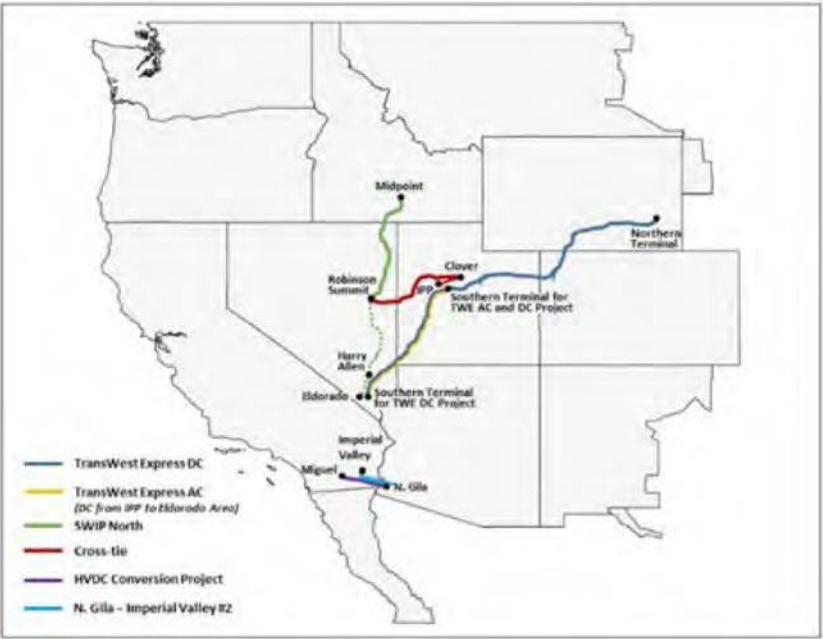 Midpoint
Northern
Terminal
Clover
Robinson
Summit
IPP
Southern Terminal for
TWE AC and DC Project
Harry
Allen
Eldorado
Southern Terminal
for TWE DC Project
Imperial
Valley
Miguel
N. Gila
TransWest Express DC
TransWest Express AC
(DC from IPP to Eldorado Area)
SWIP North
Cross-tie
HVDC Conversion Project
N. Gila – Imperial Valley #2